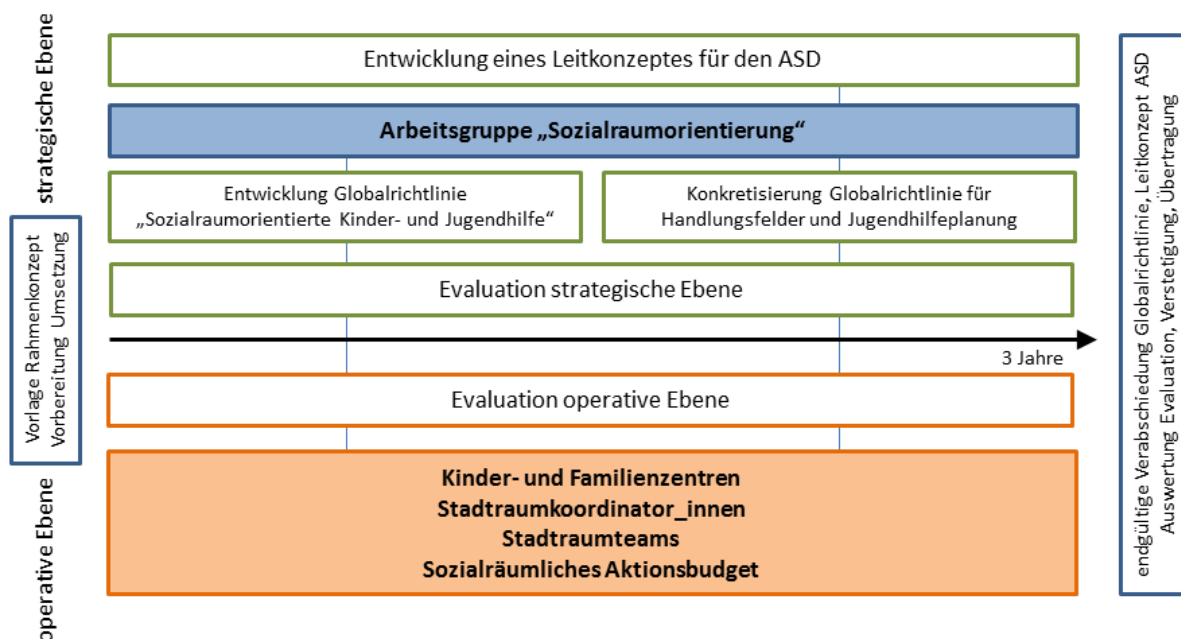 strategische Ebene
Entwicklung eines Leitkonzeptes für den ASD
Arbeitsgruppe „Sozialraumorientierung“
Entwicklung Globalrichtlinie
„Sozialraumorientierte Kinder- und Jugendhilfe“
Konkretisierung Globalrichtlinie für
Handlungsfelder und Jugendhilfeplanung
Evaluation strategische Ebene
Vorlage Rahmenkonzept
Vorbereitung Umsetzung
3 Jahre
Evaluation operative Ebene
Kinder- und Familienzentren
Stadtraumkoordinator_innen
Stadtraumteams
Sozialräumliches Aktionsbudget
operative Ebene
endgültige Verabschiedung Globalrichtlinie, Leitkonzept ASD
Auswertung Evaluation, Verstetigung, Übertragung